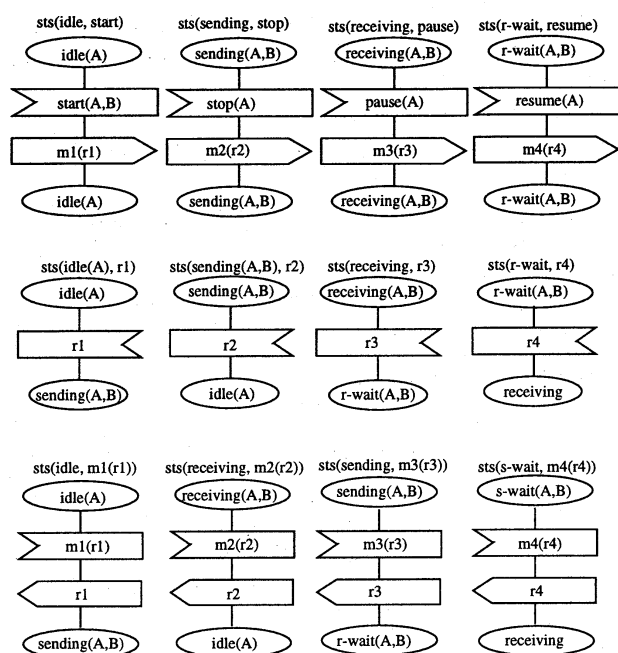 sts(idle, start) sts(sending, stop) sts(receiving, pause) sts(r-wait, resume)
idle(A) sending(A,B) receiving(A,B) r-wait(A,B)
start(A,B) stop(A) pause(A) resume(A)
m1(r1) m2(r2) m3(r3) m4(r4)
idle(A) sending(A,B) receiving(A,B) r-wait(A,B)
sts(idle(A), r1) sts(sending(A,B), r2) sts(receiving, r3) sts(r-wait, r4)
idle(A) sending(A,B) receiving(A,B) r-wait(A,B)
r1 r2 r3 r4
sending(A,B) idle(A) r-wait(A,B) receiving
sts(idle, m1(r1)) sts(receiving, m2(r2)) sts(sending, m3(r3)) sts(s-wait, m4(r4))
idle(A) receiving(A,B) sending(A,B) s-wait(A,B)
m1(r1) m2(r2) m3(r3) m4(r4)
r1 r2 r3 r4
sending(A,B) idle(A) r-wait(A,B) receiving